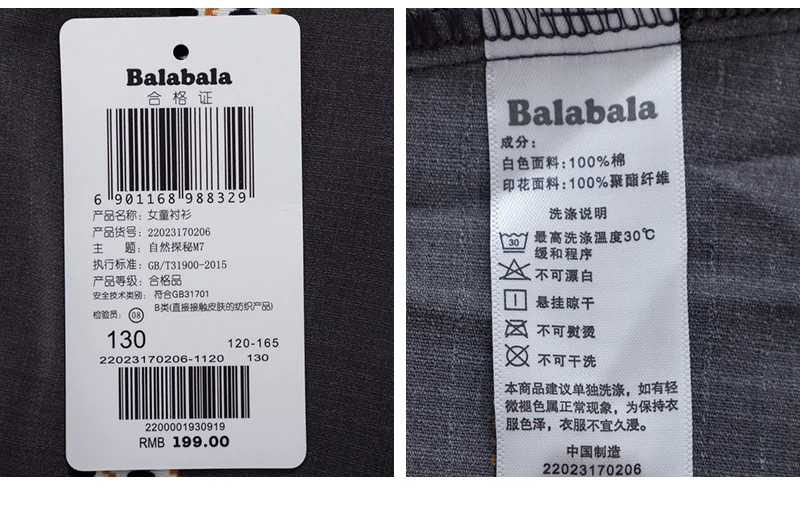 Balabala
合格证
6 901168 988329
产品名称: 女童衬衫
产品货号: 22023170206
主 题: 自然探秘M7
执行标准: GB/T31900-2015
产品等级: 合格品
安全技术类别: 符合GB31701
B类(直接接触皮肤的纺织产品)
检验员: 08
130 120-165
22023170206-1120 130
2200001930919
RMB 199.00
Balabala
成分:
白色面料:100%棉
印花面料:100%聚酯纤维
洗涤说明
30 最高洗涤温度30℃
缓和程序
不可漂白
悬挂晾干
不可熨烫
不可干洗
本商品建议单独洗涤，如有轻
微褪色属正常现象，为保持衣
服色泽，衣服不宜久浸。
中国制造
22023170206